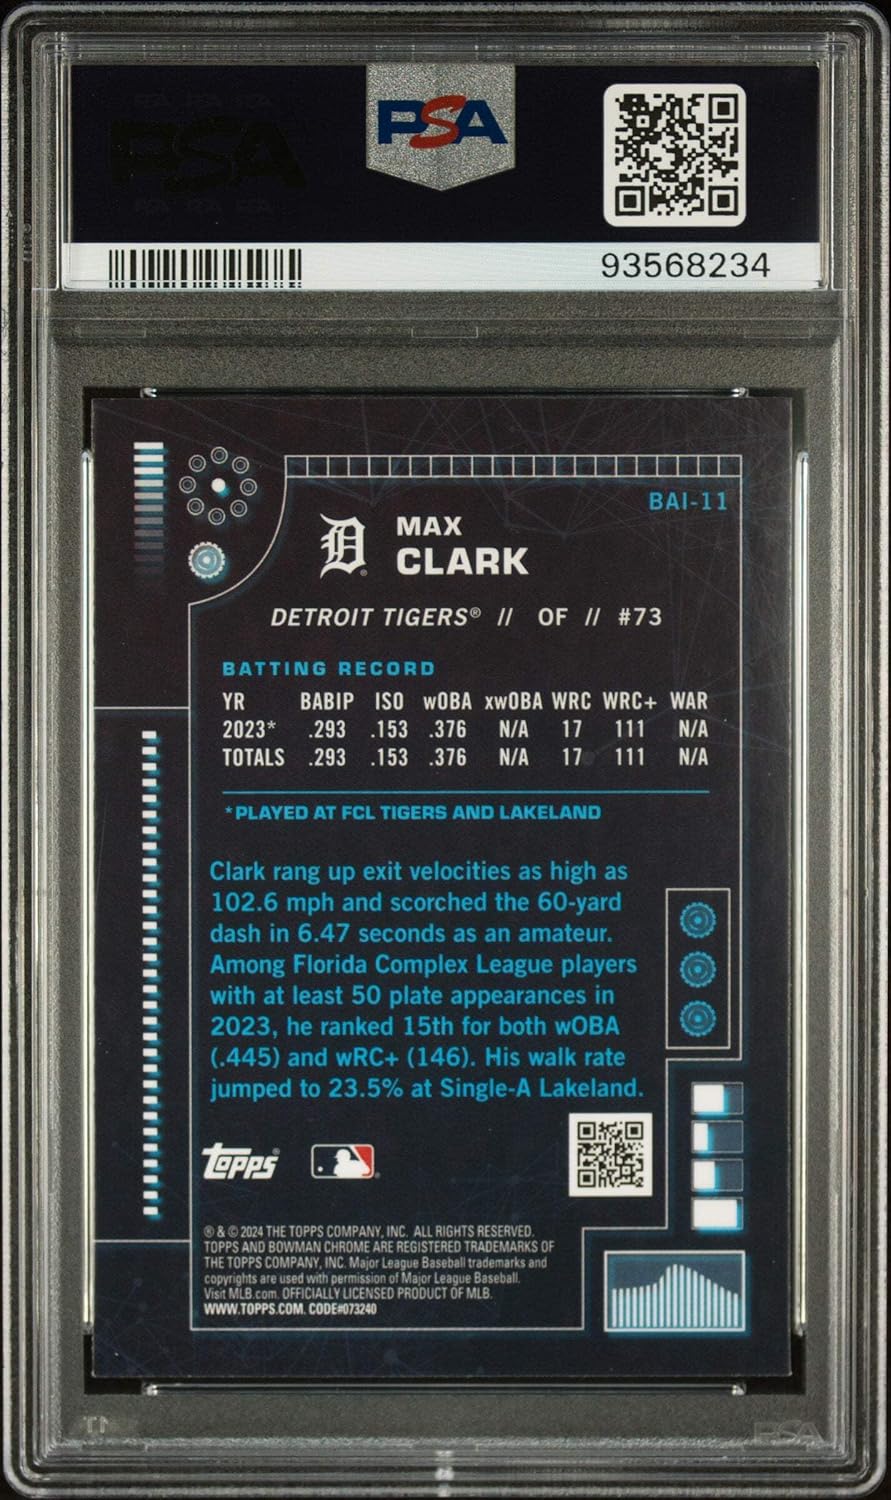 PSA
93568234
BAI-11
MAX
CLARK
DETROIT TIGERS® // OF // #73
BATTING RECORD
YR BABIP ISO wOBA xwOBA WRC WRC+ WAR
2023* .293 .153 .376 N/A 17 111 N/A
TOTALS .293 .153 .376 N/A 17 111 N/A
*PLAYED AT FCL TIGERS AND LAKELAND
Clark rang up exit velocities as high as
102.6 mph and scorched the 60-yard
dash in 6.47 seconds as an amateur.
Among Florida Complex League players
with at least 50 plate appearances in
2023, he ranked 15th for both wOBA
(.445) and wRC+ (146). His walk rate
jumped to 23.5% at Single-A Lakeland.
Topps®
® & © 2024 THE TOPPS COMPANY, INC. ALL RIGHTS RESERVED.
TOPPS AND BOWMAN CHROME ARE REGISTERED TRADEMARKS OF
THE TOPPS COMPANY, INC. Major League Baseball trademarks and
copyrights are used with permission of Major League Baseball.
Visit MLB.com. OFFICIALLY LICENSED PRODUCT OF MLB.
WWW.TOPPS.COM. CODE#073240
PSA